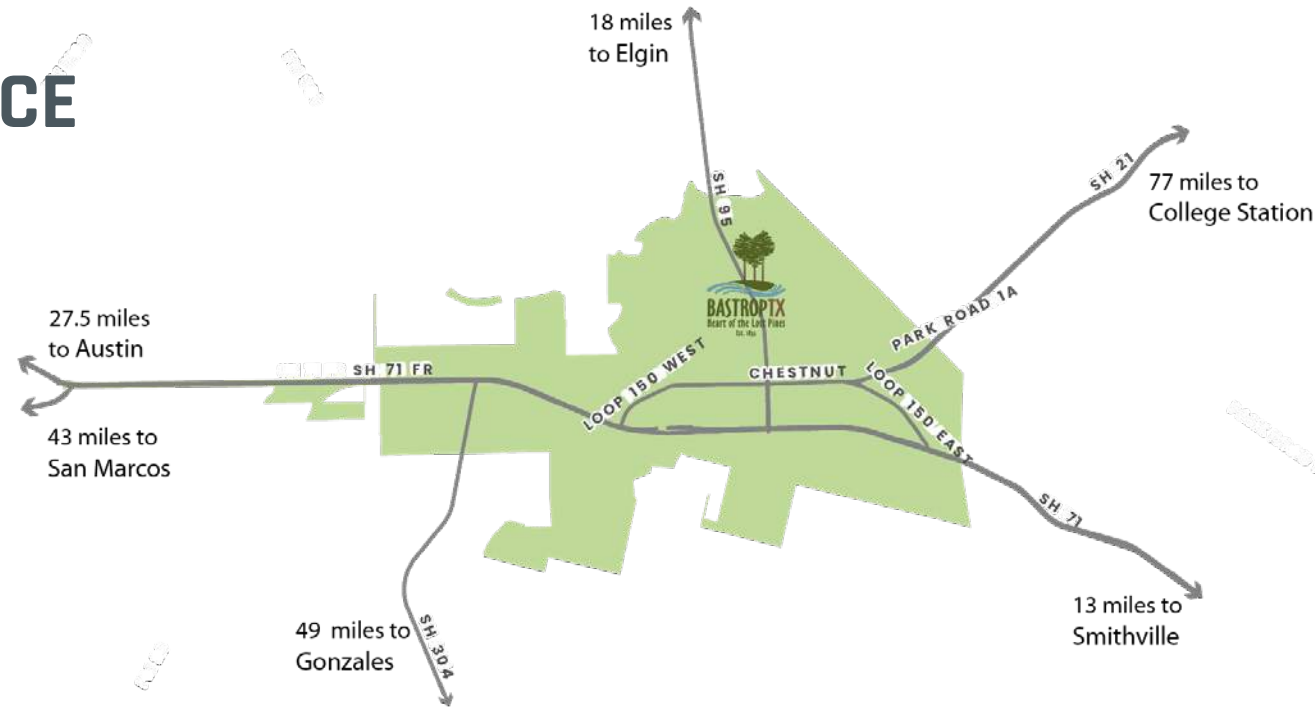 CE
18 miles
to Elgin
SH 95
SH 21
77 miles to
College Station
BASTROPTX
Heart of the Lost Pines
PARK ROAD 1A
27.5 miles
to Austin
SH 71 FR
LOOP 150 WEST
CHESTNUT
LOOP 150 EAST
43 miles to
San Marcos
SH 71
13 miles to
Smithville
49 miles to
Gonzales
SH 304